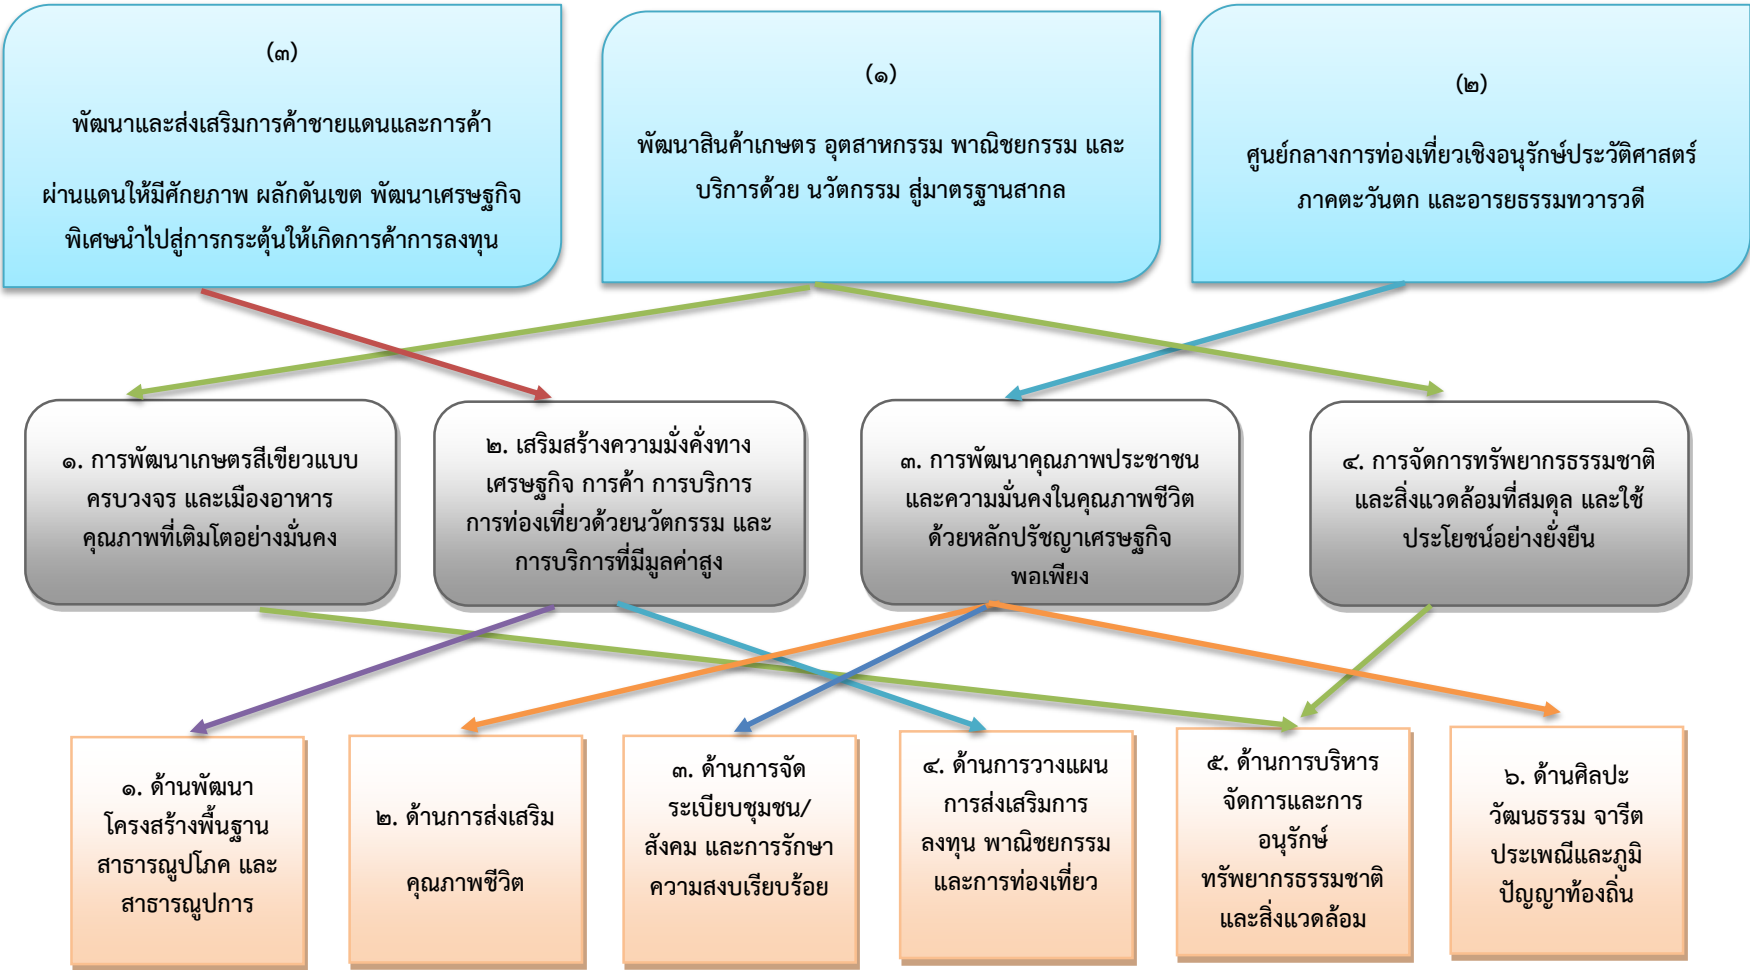 (๓)
พัฒนาและส่งเสริมการค้าชายแดนและการค้า
ผ่านแดนให้มีศักยภาพ ผลักดันเขต พัฒนาเศรษฐกิจ
พิเศษนำไปสู่การกระตุ้นให้เกิดการค้าการลงทุน
(๑)
พัฒนาสินค้าเกษตร อุตสาหกรรม พาณิชยกรรม และ
บริการด้วย นวัตกรรม สู่มาตรฐานสากล
(๒)
ศูนย์กลางการท่องเที่ยวเชิงอนุรักษ์ประวัติศาสตร์
ภาคตะวันตก และอารยธรรมทวารวดี
๑. การพัฒนาเกษตรสีเขียวแบบ
ครบวงจร และเมืองอาหาร
คุณภาพที่เติมโตอย่างมั่นคง
๒. เสริมสร้างความมั่งคั่งทาง
เศรษฐกิจ การค้า การบริการ
การท่องเที่ยวด้วยนวัตกรรม และ
การบริการที่มีมูลค่าสูง
๓. การพัฒนาคุณภาพประชาชน
และความมั่นคงในคุณภาพชีวิต
ด้วยหลักปรัชญาเศรษฐกิจ
พอเพียง
๔. การจัดการทรัพยากรธรรมชาติ
และสิ่งแวดล้อมที่สมดุล และใช้
ประโยชน์อย่างยั่งยืน
๑. ด้านพัฒนา
โครงสร้างพื้นฐาน
สาธารณูปโภค และ
สาธารณูปการ
๒. ด้านการส่งเสริม
คุณภาพชีวิต
๓. ด้านการจัด
ระเบียบชุมชน/
สังคม และการรักษา
ความสงบเรียบร้อย
๔. ด้านการวางแผน
การส่งเสริมการ
ลงทุน พาณิชยกรรม
และการท่องเที่ยว
๕. ด้านการบริหาร
จัดการและการ
อนุรักษ์
ทรัพยากรธรรมชาติ
และสิ่งแวดล้อม
๖. ด้านศิลปะ
วัฒนธรรม จารีต
ประเพณีและภูมิ
ปัญญาท้องถิ่น